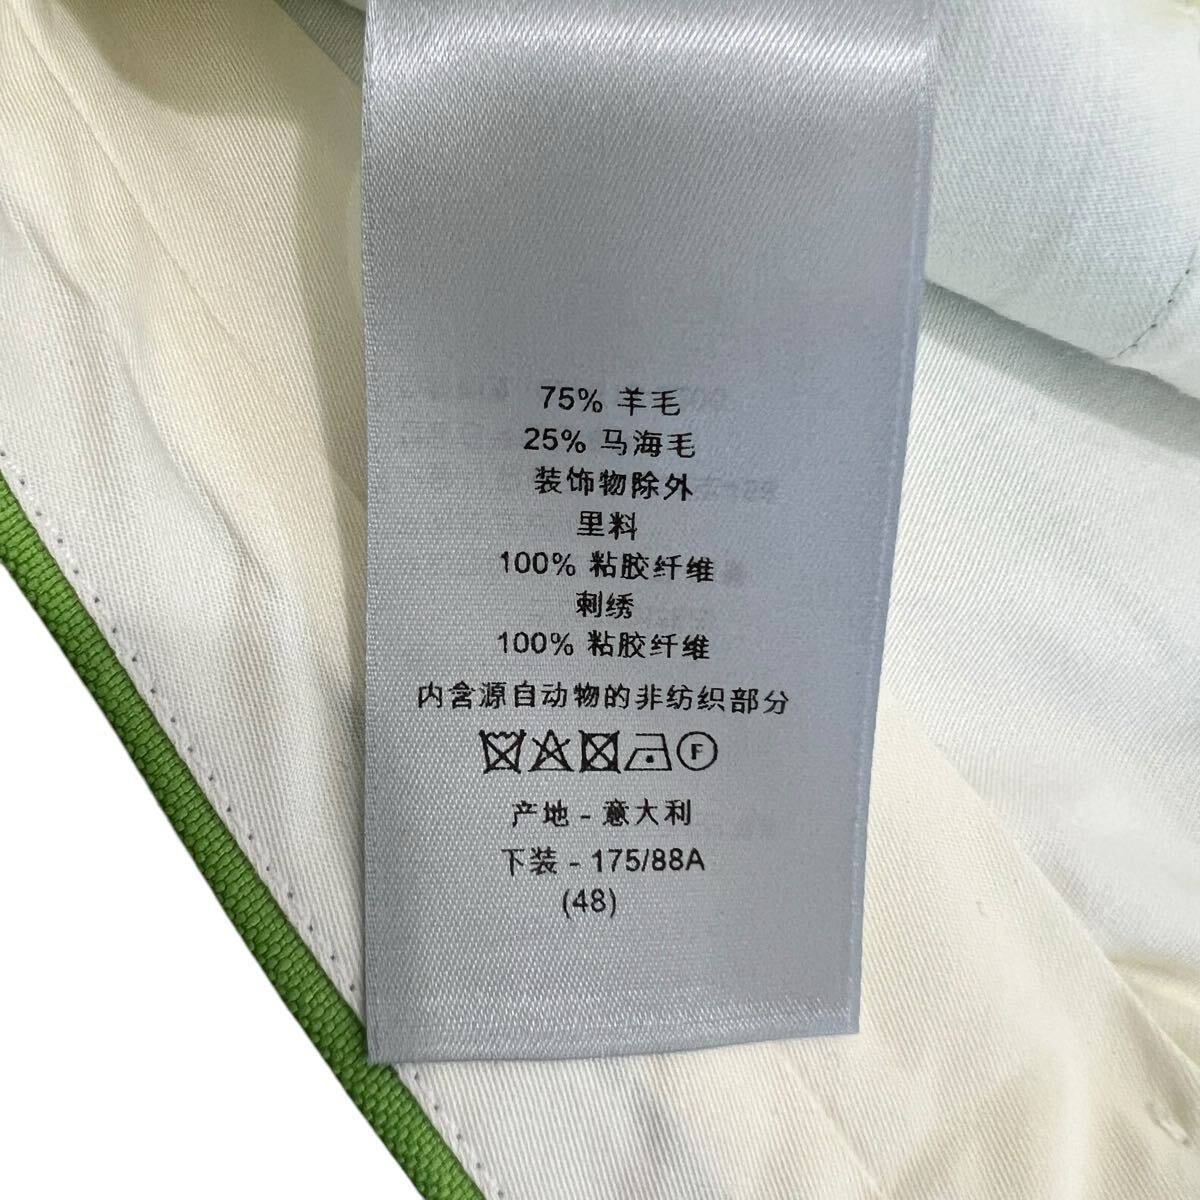 75% 羊毛
25% 马海毛
装饰物除外
里料
100% 粘胶纤维
刺绣
100% 粘胶纤维
内含源自动物的非纺织部分
F
产地 - 意大利
下装 - 175/88A
(48)